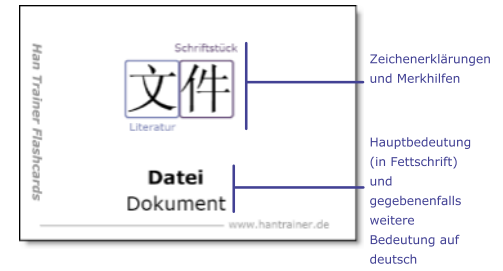 Han Trainer Flashcards
Schriftstück
文件
Literatur
Datei
Dokument
www.hantrainer.de
Zeichenerklärungen
und Merkhilfen
Hauptbedeutung
(in Fettschrift)
und
gegebenenfalls
weitere
Bedeutung auf
deutsch